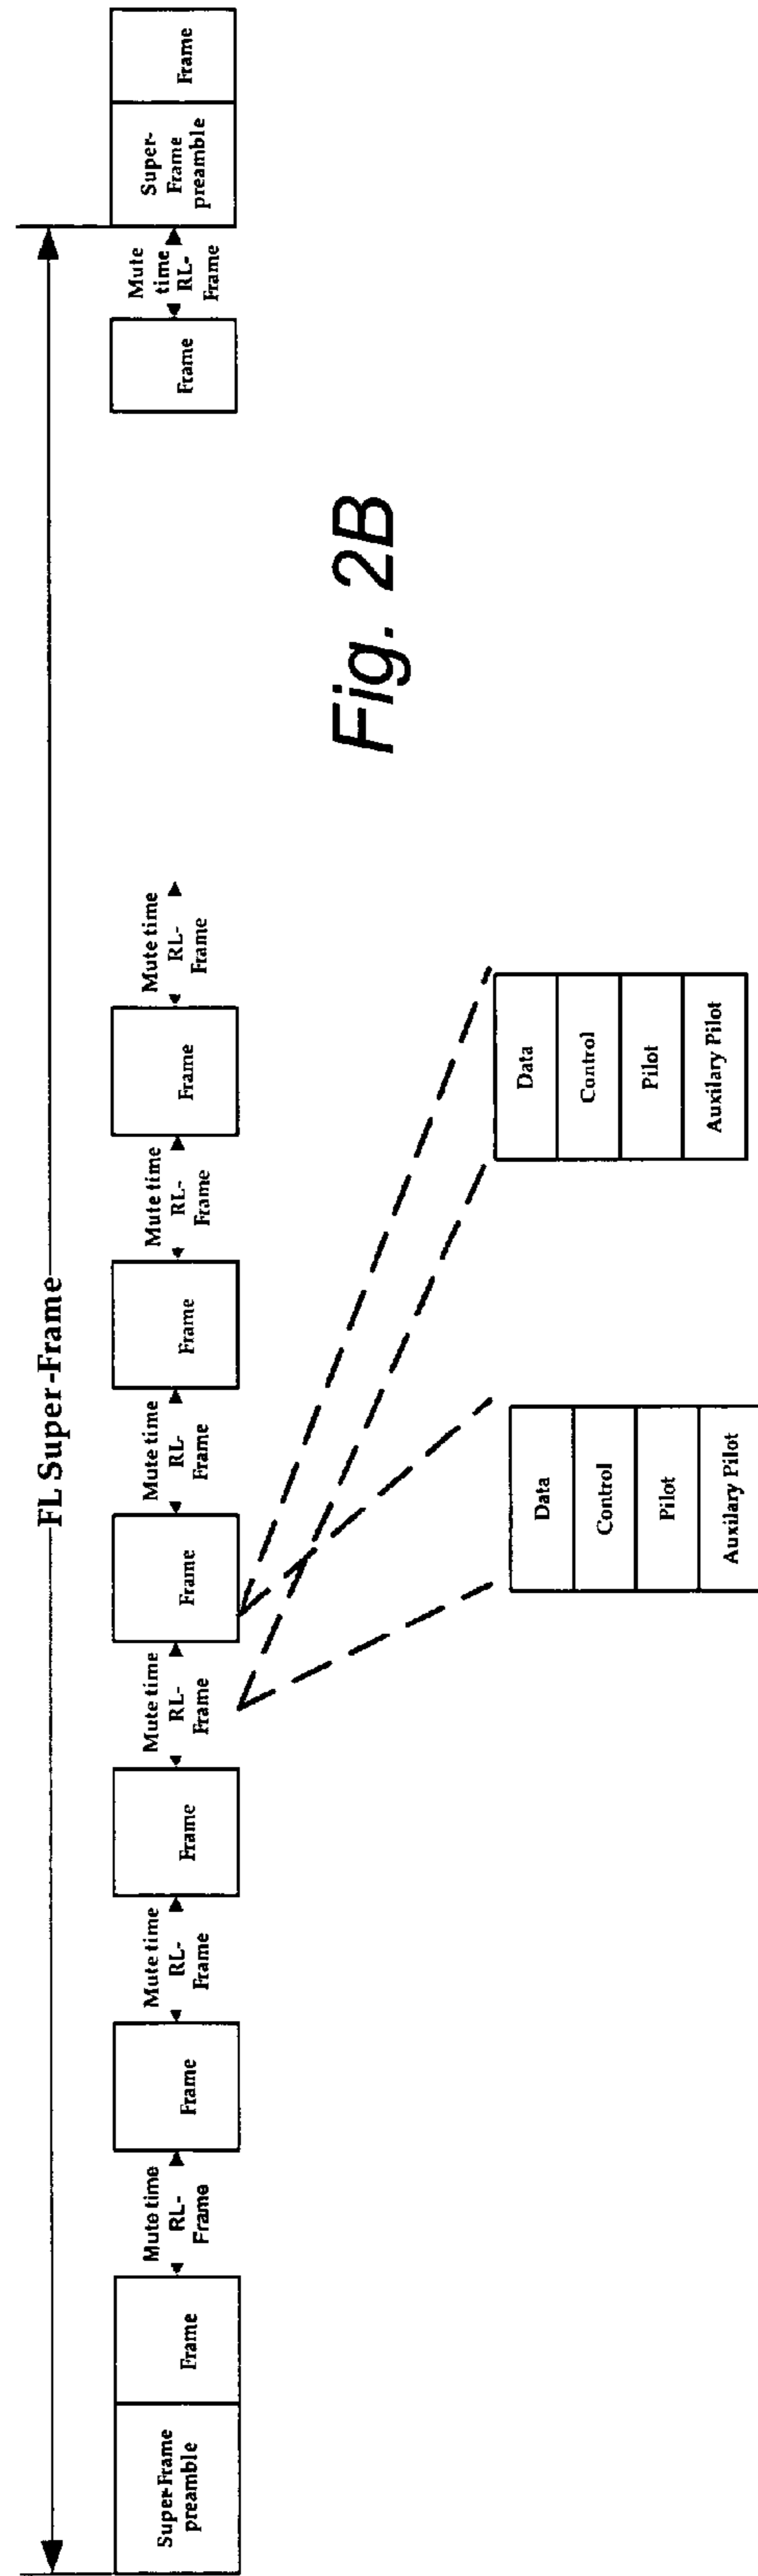 FL Super-Frame
Super-Frame
preamble
Frame
Mute time
RL-
Frame
Frame
Mute time
RL-
Frame
Frame
Mute time
RL-
Frame
Frame
Mute time
RL-
Frame
Frame
Mute time
RL-
Frame
Frame
Mute time
RL-
Frame
Frame
Mute
time
RL-
Frame
Super-
Frame
preamble
Frame
Fig. 2B
Data
Control
Pilot
Auxilary Pilot
Data
Control
Pilot
Auxilary Pilot